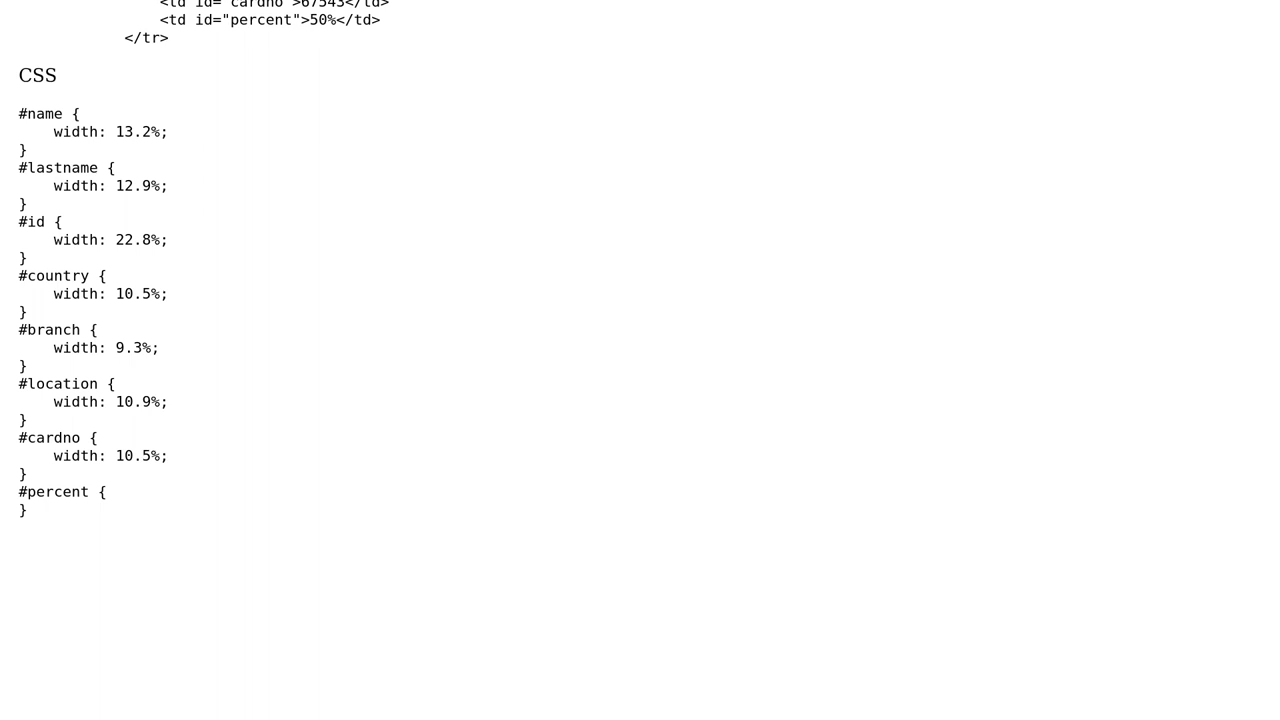 <td id="cardno">67543</td>
<td id="percent">50%</td>
</tr>
CSS
#name {
    width: 13.2%;
}
#lastname {
    width: 12.9%;
}
#id {
    width: 22.8%;
}
#country {
    width: 10.5%;
}
#branch {
    width: 9.3%;
}
#location {
    width: 10.9%;
}
#cardno {
    width: 10.5%;
}
#percent {
}